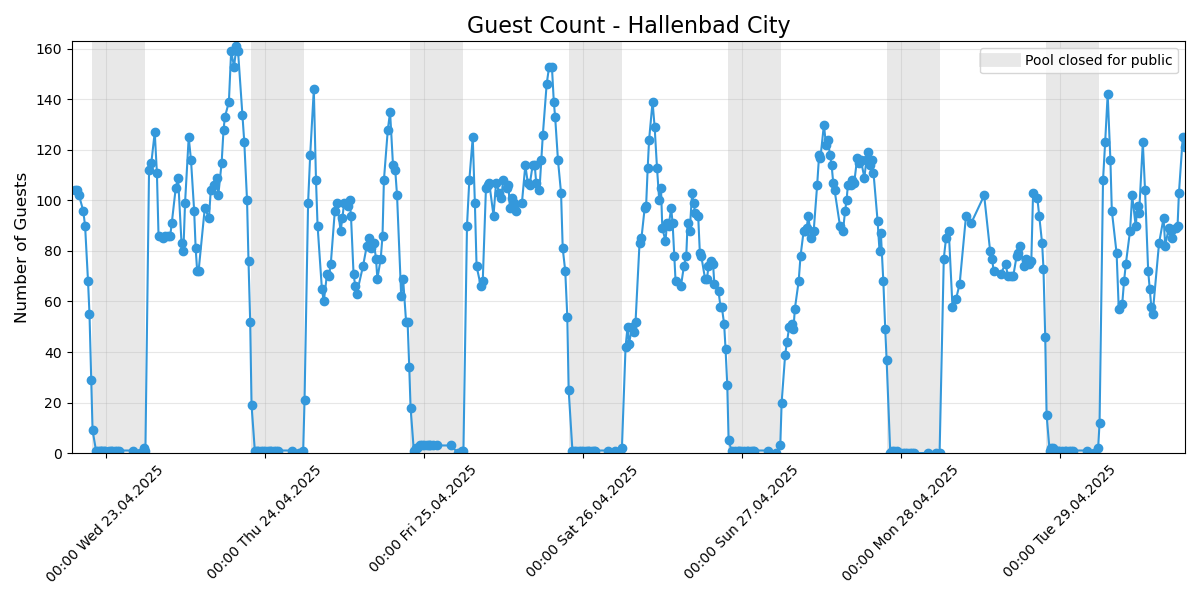 Guest Count - Hallenbad City
Pool closed for public
Number of Guests
160
140
120
100
80
60
40
20
0
00:00 Wed 23.04.2025
00:00 Thu 24.04.2025
00:00 Fri 25.04.2025
00:00 Sat 26.04.2025
00:00 Sun 27.04.2025
00:00 Mon 28.04.2025
00:00 Tue 29.04.2025